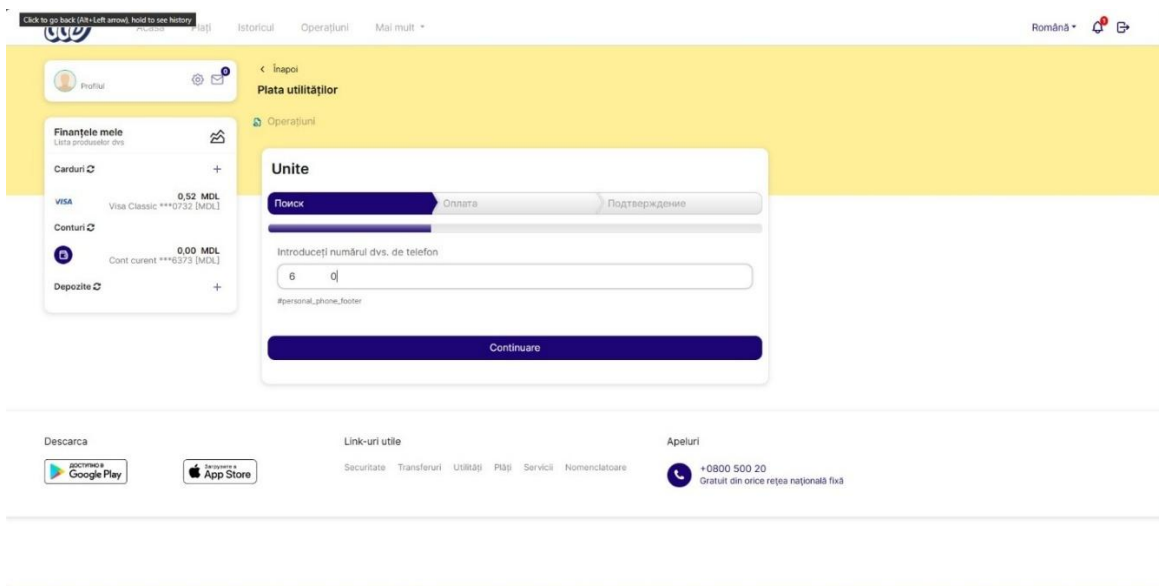 Click to go back (Alt+Left arrow), hold to see history
Acasă Plăți Istoricul Operațiuni Mai mult
Română
1
Profilul
0
Finanțele mele
Lista produselor dvs
Carduri
+
VISA
0,52 MDL
Visa Classic ***0732 [MDL]
Conturi
0,00 MDL
Cont curent ***6373 [MDL]
Depozite
+
< Înapoi
Plata utilităților
Operațiuni
Unite
Поиск
Оплата
Подтверждение
Introduceți numărul dvs. de telefon
6 0
#personal_phone_footer
Continuare
Descarca
ДОСТУПНО В
Google Play
Загрузите в
App Store
Link-uri utile
Securitate Transferuri Utilități Plăți Servicii Nomenclatoare
Apeluri
+0800 500 20
Gratuit din orice rețea națională fixă